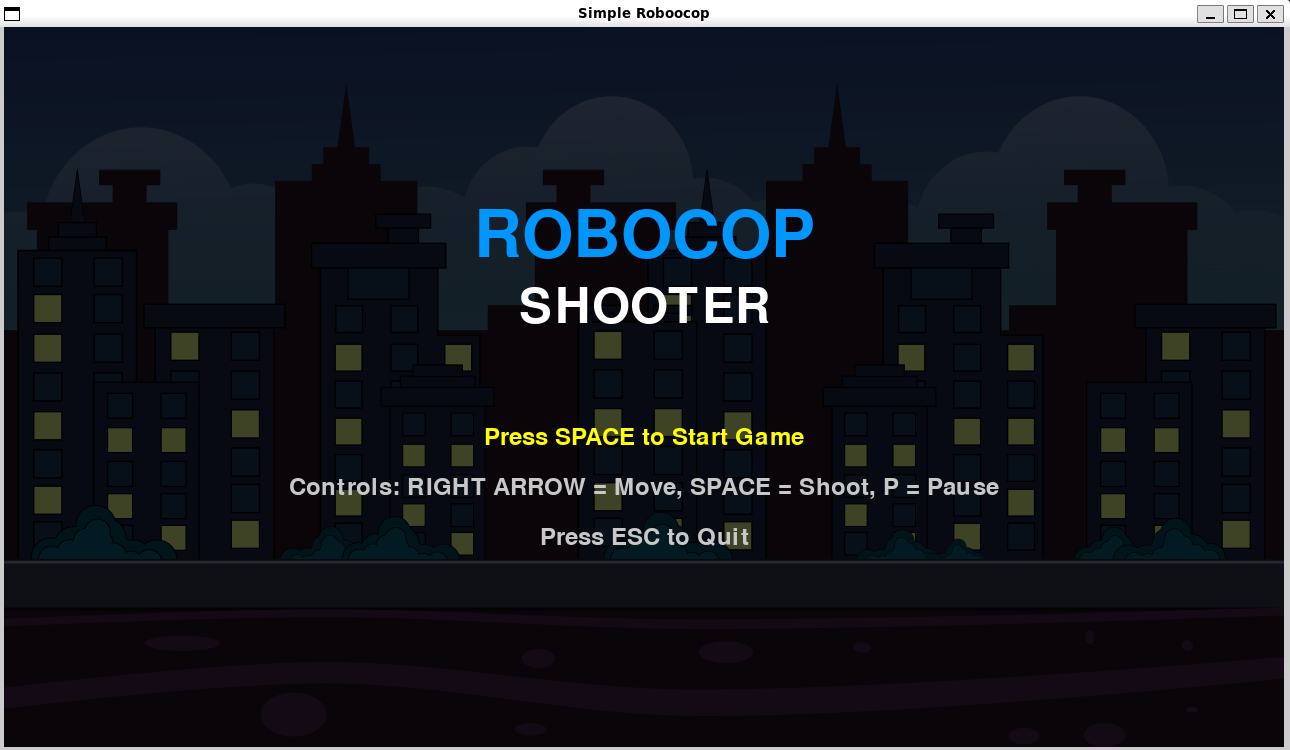 Simple Roboocop
ROBOCOP
SHOOTER
Press SPACE to Start Game
Controls: RIGHT ARROW = Move, SPACE = Shoot, P = Pause
Press ESC to Quit